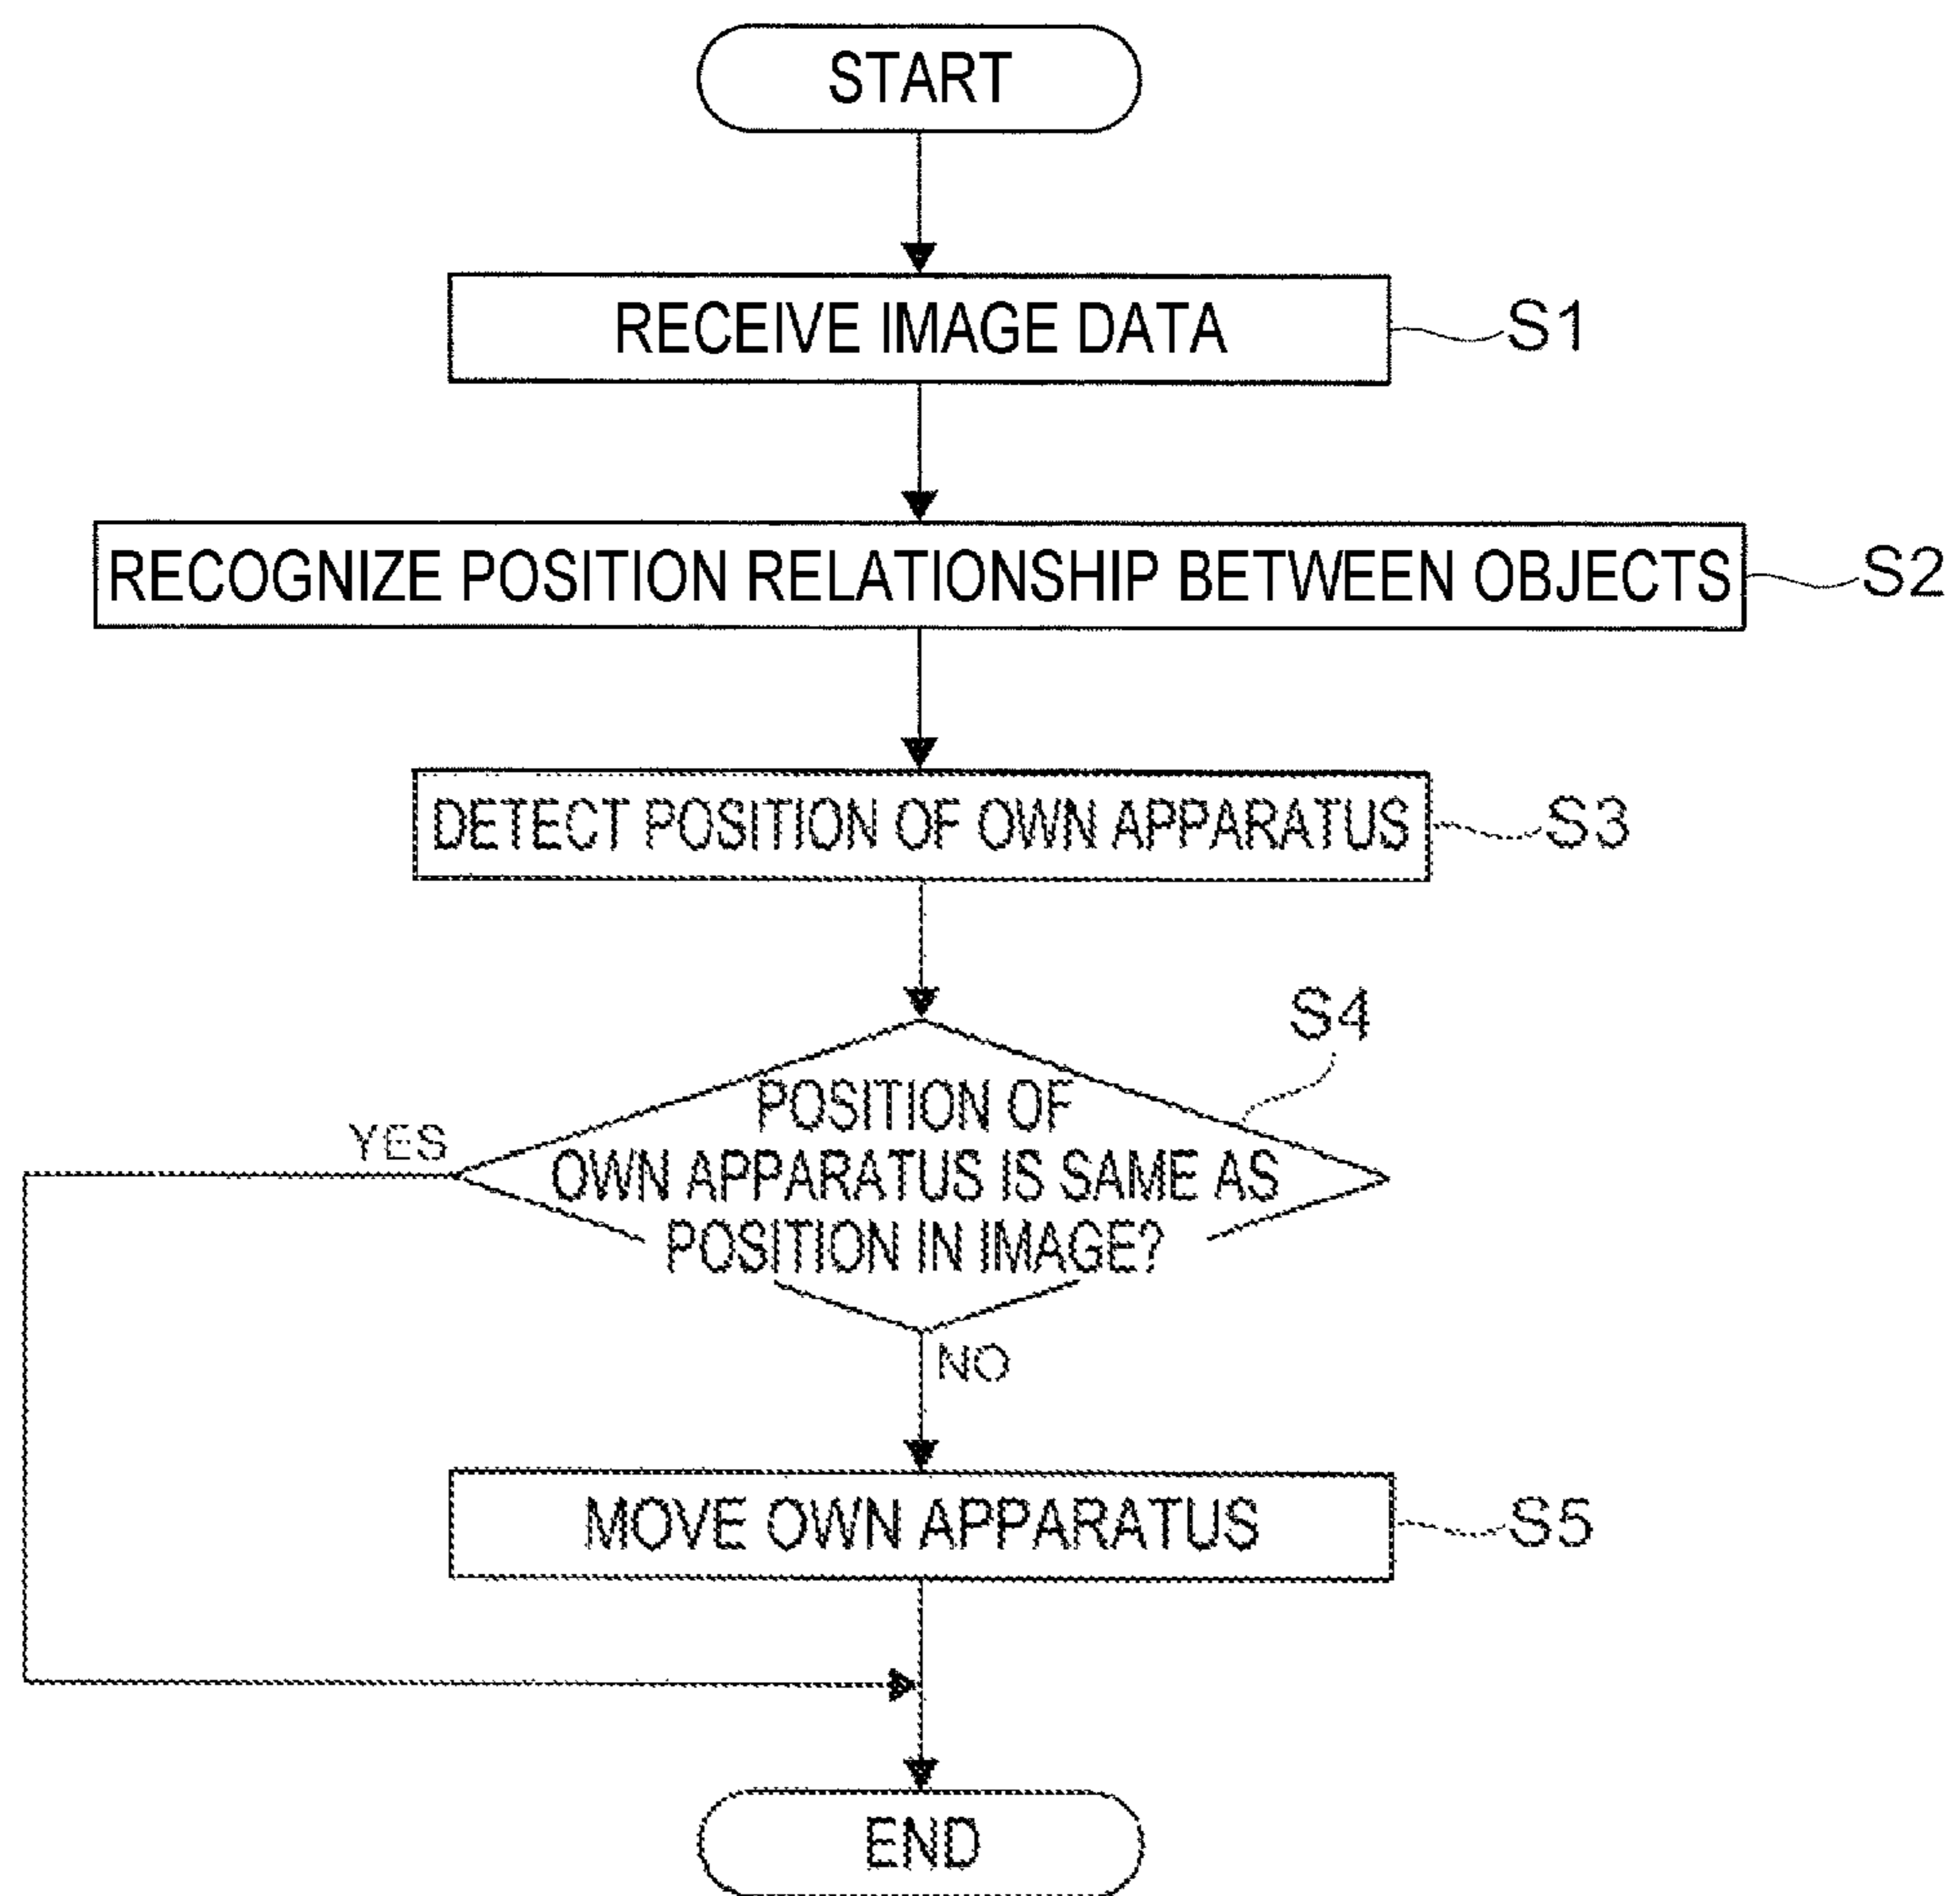 START
RECEIVE IMAGE DATA
S1
RECOGNIZE POSITION RELATIONSHIP BETWEEN OBJECTS
S2
DETECT POSITION OF OWN APPARATUS
S3
S4
POSITION OF
YES
OWN APPARATUS IS SAME AS
POSITION IN IMAGE?
NO
MOVE OWN APPARATUS
S5
END